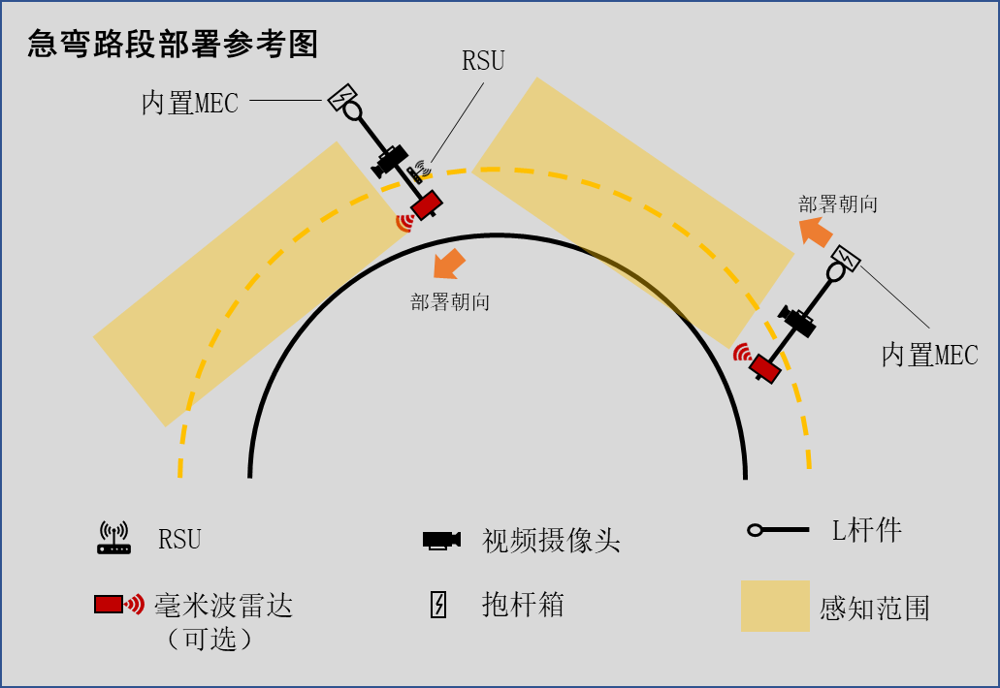 急弯路段部署参考图
RSU
内置MEC
部署朝向
部署朝向
内置MEC
RSU
视频摄像头
L杆件
毫米波雷达
（可选）
抱杆箱
感知范围